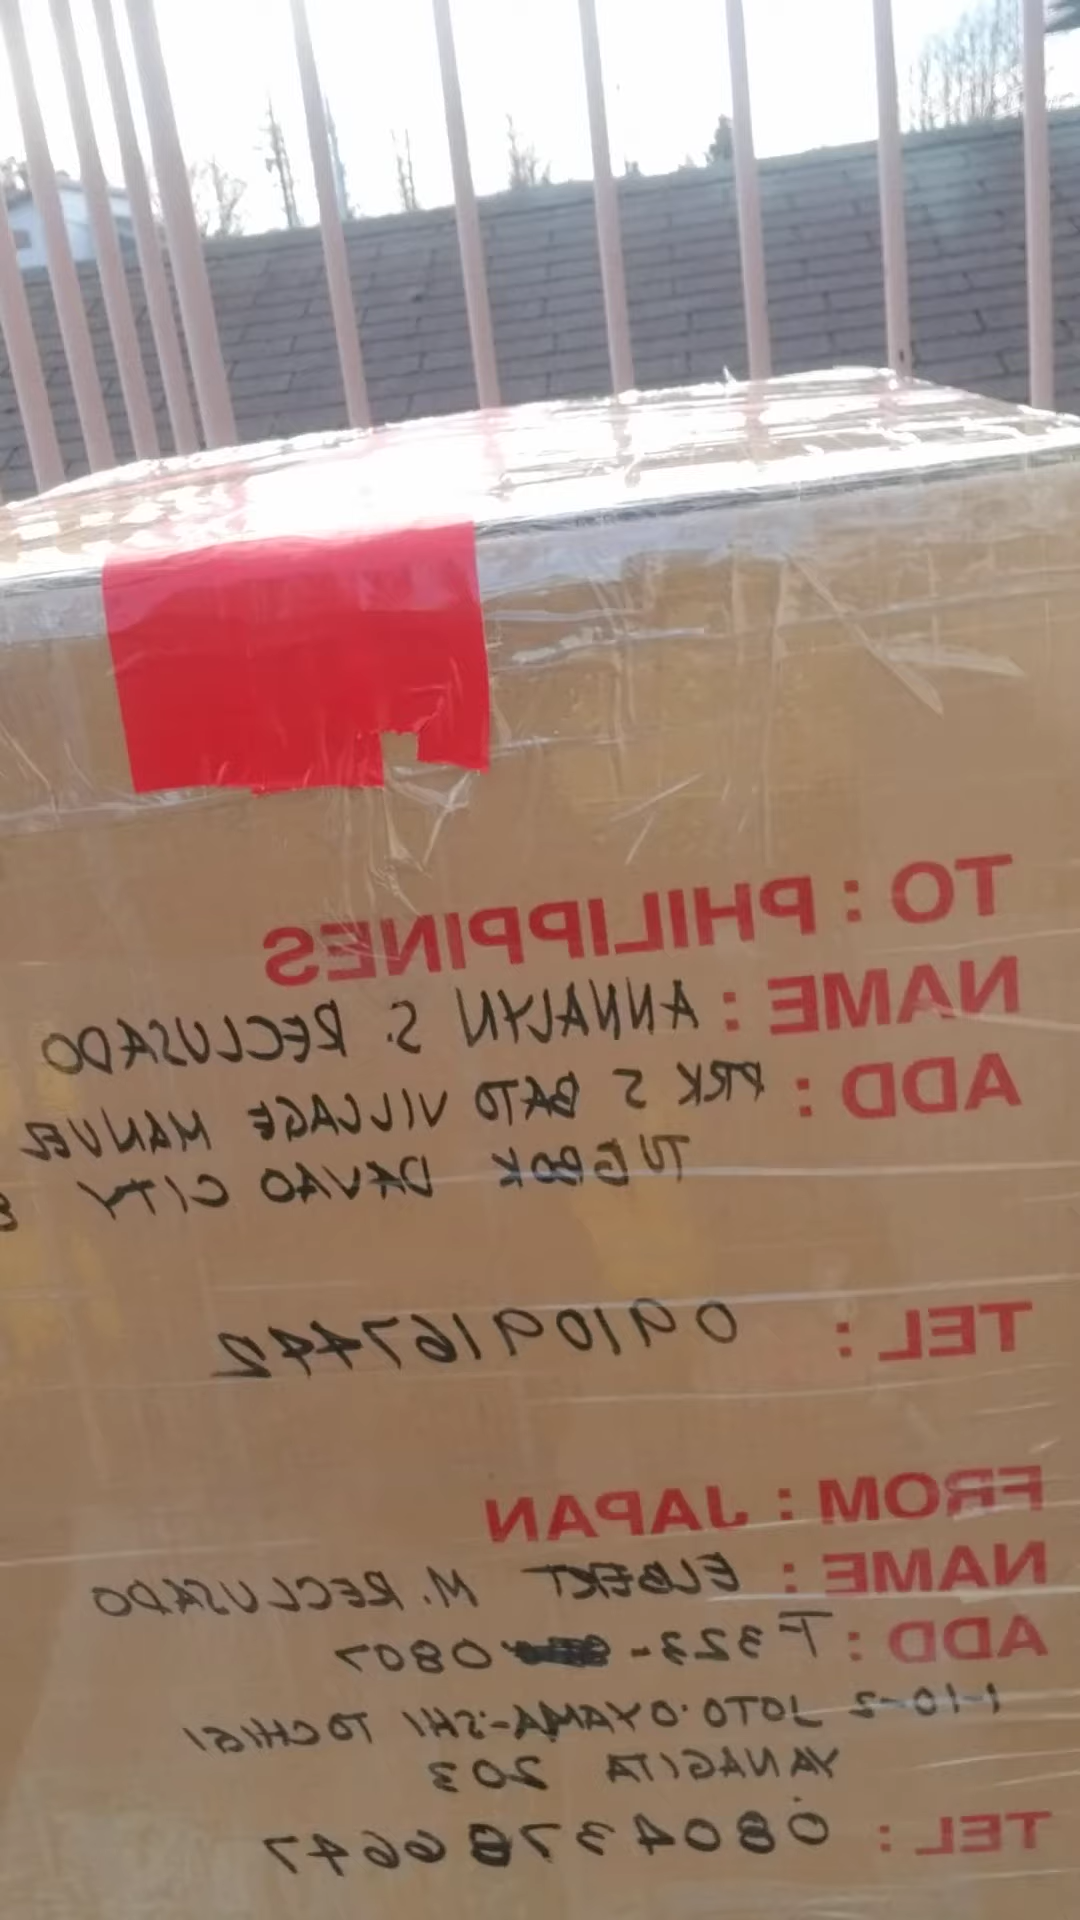 TO : PHILIPPINES
NAME : ANNALYN S. RECLUSADO
ADD : PRK 5 BATO VILLAGE MANUEL
TUGBOK DAVAO CITY
TEL : 09109167442
FROM : JAPAN
NAME : ELBERT M. RECLUSADO
ADD : 〒323-0807
1-10-2 JOTO OYAMA-SHI TOCHIGI
YANAGITA 203
TEL : 08043786647